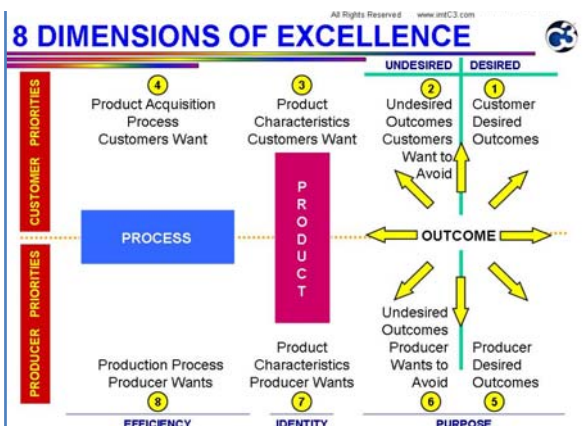 All Rights Reserved www.imtC3.com
8 DIMENSIONS OF EXCELLENCE
C3
UNDESIRED DESIRED
CUSTOMER PRIORITIES
4
Product Acquisition
Process
Customers Want
3
Product
Characteristics
Customers Want
2
Undesired
Outcomes
Customers
Want to
Avoid
1
Customer
Desired
Outcomes
PROCESS
PRODUCT
OUTCOME
PRODUCER PRIORITIES
Production Process
Producer Wants
8
Product
Characteristics
Producer Wants
7
Undesired
Outcomes
Producer
Wants to
Avoid
6
Producer
Desired
Outcomes
5
EFFICIENCY
IDENTITY
PURPOSE